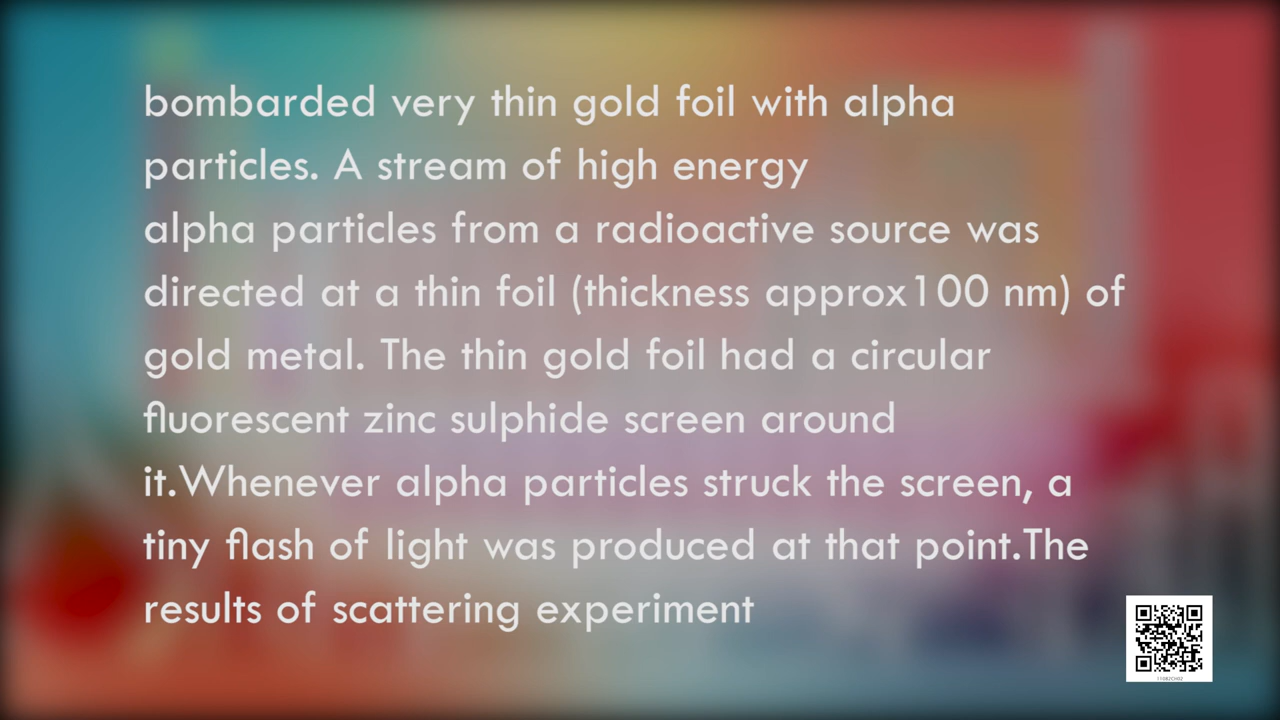 bombarded very thin gold foil with alpha
particles. A stream of high energy
alpha particles from a radioactive source was
directed at a thin foil (thickness approx100 nm) of
gold metal. The thin gold foil had a circular
fluorescent zinc sulphide screen around
it.Whenever alpha particles struck the screen, a
tiny flash of light was produced at that point.The
results of scattering experiment